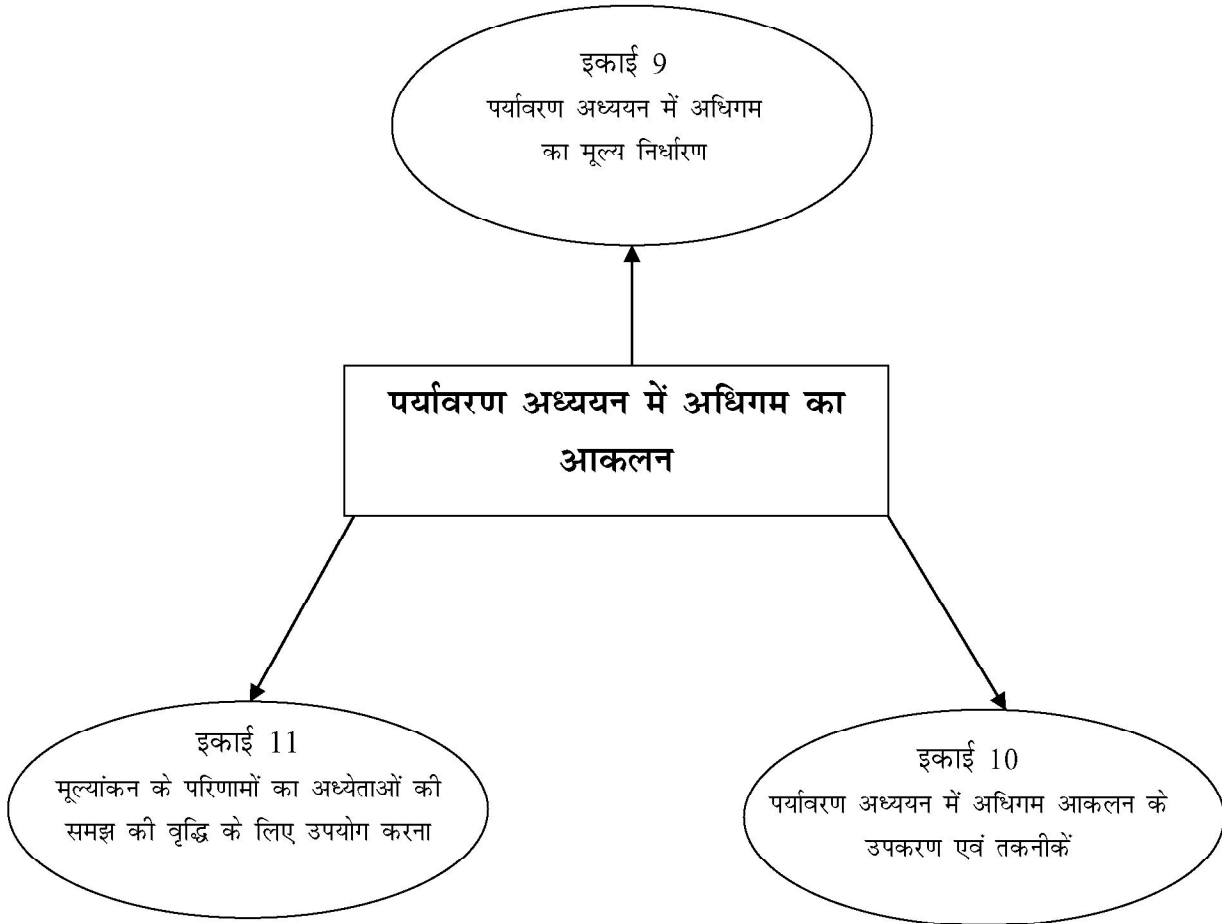 इकाई 9
पर्यावरण अध्ययन में अधिगम
का मूल्य निर्धारण
पर्यावरण अध्ययन में अधिगम का
आकलन
इकाई 11
मूल्यांकन के परिणामों का अध्येताओं की
समझ की वृद्धि के लिए उपयोग करना
इकाई 10
पर्यावरण अध्ययन में अधिगम आकलन के
उपकरण एवं तकनीकें